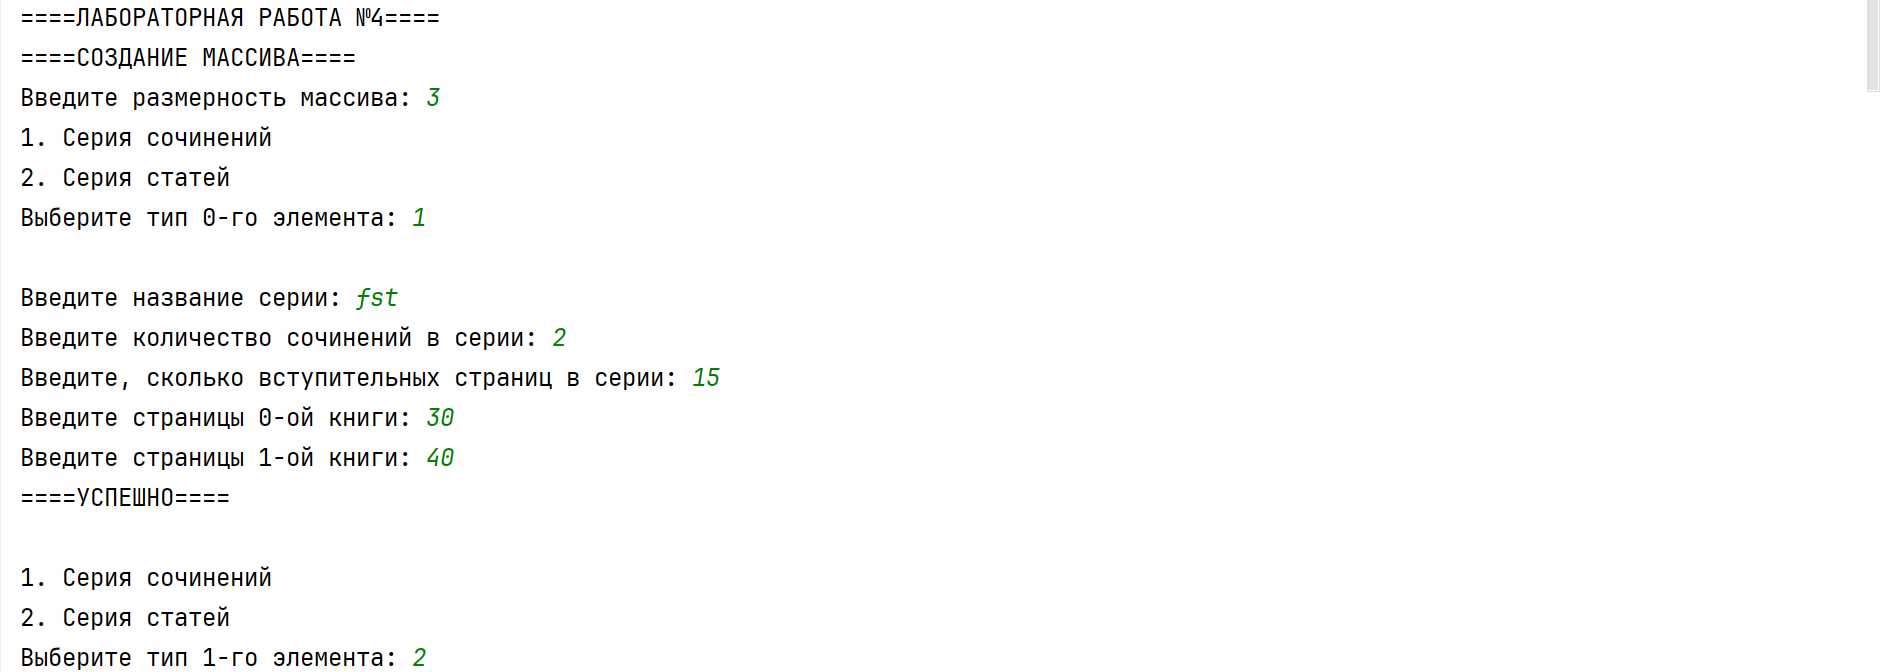 ====ЛАБОРАТОРНАЯ РАБОТА №4====
====СОЗДАНИЕ МАССИВА====
Введите размерность массива: 3
1. Серия сочинений
2. Серия статей
Выберите тип 0-го элемента: 1
Введите название серии: fst
Введите количество сочинений в серии: 2
Введите, сколько вступительных страниц в серии: 15
Введите страницы 0-ой книги: 30
Введите страницы 1-ой книги: 40
====УСПЕШНО====
1. Серия сочинений
2. Серия статей
Выберите тип 1-го элемента: 2